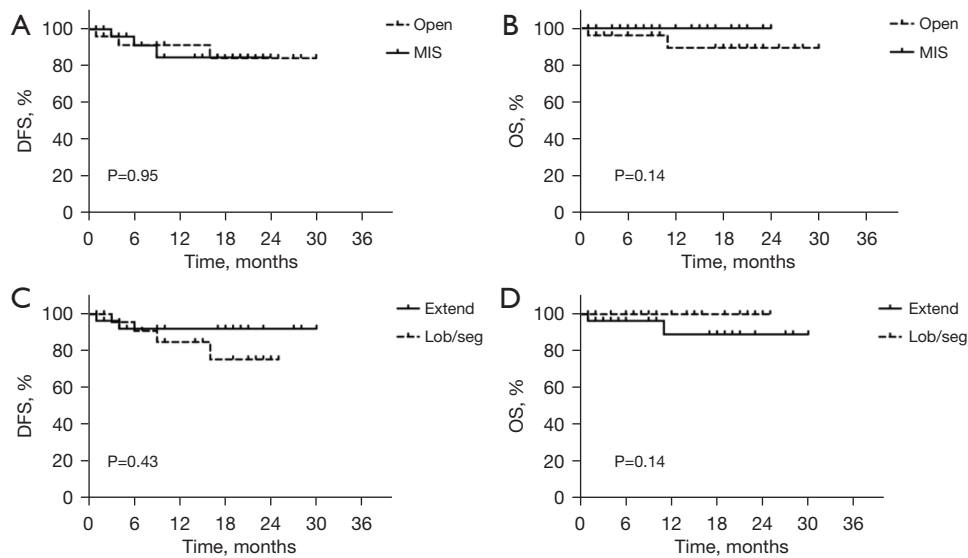 A
B
100
80
60
40
20
0
DFS, %
P=0.95
Open
MIS
0 6 12 18 24 30 36
Time, months
100
80
60
40
20
0
OS, %
P=0.14
Open
MIS
0 6 12 18 24 30 36
Time, months
C
D
100
80
60
40
20
0
DFS, %
P=0.43
Extend
Lob/seg
0 6 12 18 24 30 36
Time, months
100
80
60
40
20
0
OS, %
P=0.14
Extend
Lob/seg
0 6 12 18 24 30 36
Time, months